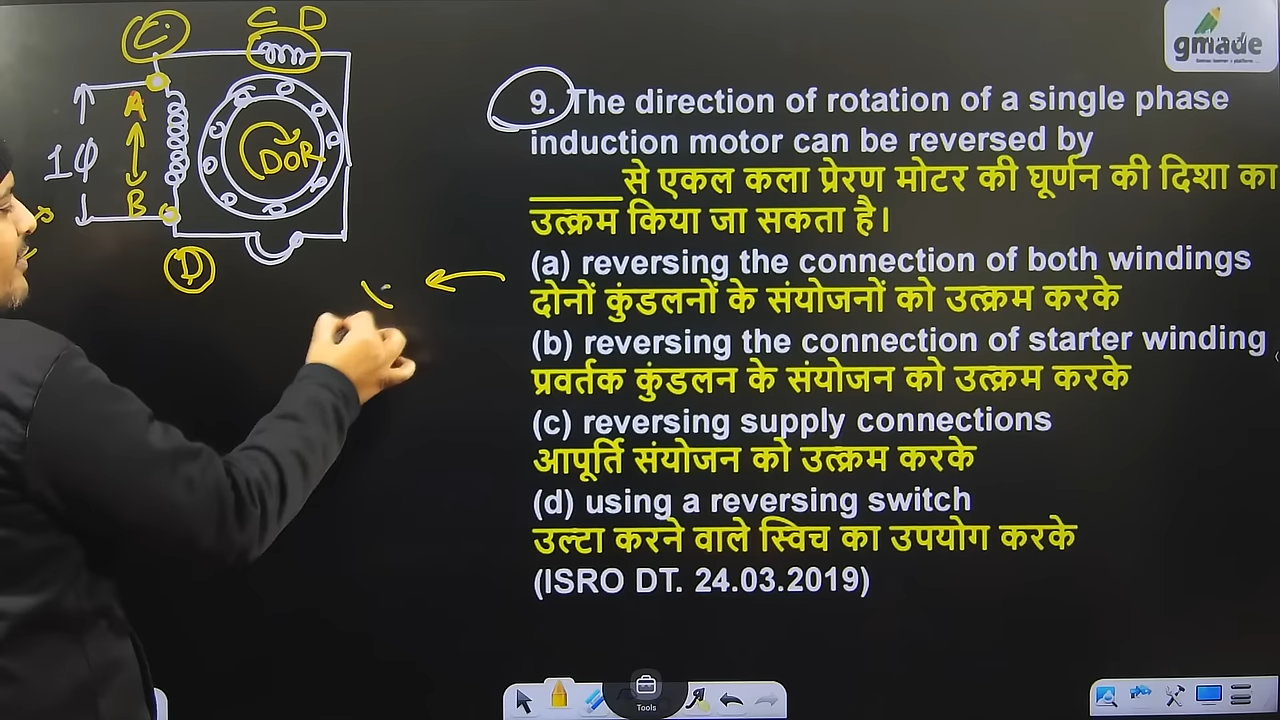 C D
C
A
1φ
B
D
DOR
gmade
9. The direction of rotation of a single phase
induction motor can be reversed by
______से एकल कला प्रेरण मोटर की घूर्णन की दिशा का
उत्क्रम किया जा सकता है।
(a) reversing the connection of both windings
दोनों कुंडलनों के संयोजनों को उत्क्रम करके
(b) reversing the connection of starter winding
प्रवर्तक कुंडलन के संयोजन को उत्क्रम करके
(c) reversing supply connections
आपूर्ति संयोजन को उत्क्रम करके
(d) using a reversing switch
उल्टा करने वाले स्विच का उपयोग करके
(ISRO DT. 24.03.2019)
Tools